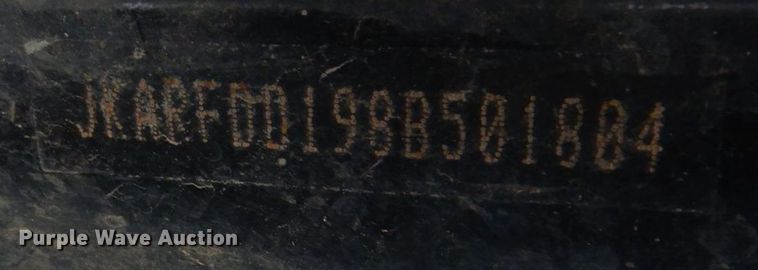 JKARFDD198B501804
Purple Wave Auction